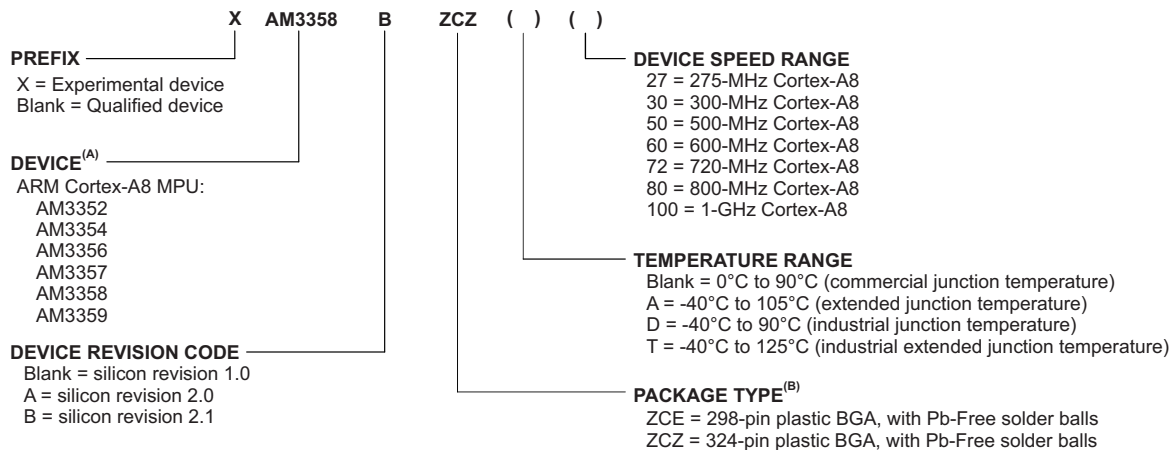 X AM3358 B ZCZ ( ) ( )
PREFIX
X = Experimental device
Blank = Qualified device
DEVICE(A)
ARM Cortex-A8 MPU:
AM3352
AM3354
AM3356
AM3357
AM3358
AM3359
DEVICE REVISION CODE
Blank = silicon revision 1.0
A = silicon revision 2.0
B = silicon revision 2.1
DEVICE SPEED RANGE
27 = 275-MHz Cortex-A8
30 = 300-MHz Cortex-A8
50 = 500-MHz Cortex-A8
60 = 600-MHz Cortex-A8
72 = 720-MHz Cortex-A8
80 = 800-MHz Cortex-A8
100 = 1-GHz Cortex-A8
TEMPERATURE RANGE
Blank = 0°C to 90°C (commercial junction temperature)
A = -40°C to 105°C (extended junction temperature)
D = -40°C to 90°C (industrial junction temperature)
T = -40°C to 125°C (industrial extended junction temperature)
PACKAGE TYPE(B)
ZCE = 298-pin plastic BGA, with Pb-Free solder balls
ZCZ = 324-pin plastic BGA, with Pb-Free solder balls